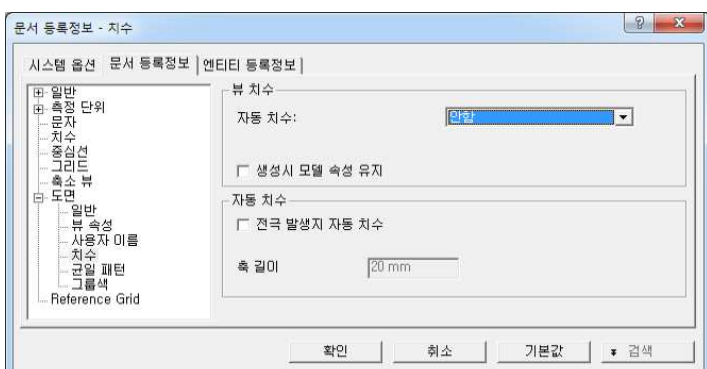 문서 등록정보 - 치수
시스템 옵션
문서 등록정보
엔티티 등록정보
일반
측정 단위
문자
치수
중심선
그리드
축소 뷰
도면
일반
뷰 속성
사용자 이름
치수
균일 패턴
그룹색
Reference Grid
뷰 치수
자동 치수:
안함
생성시 모델 속성 유지
자동 치수
전극 발생지 자동 치수
축 길이
20 mm
확인
취소
기본값
검색